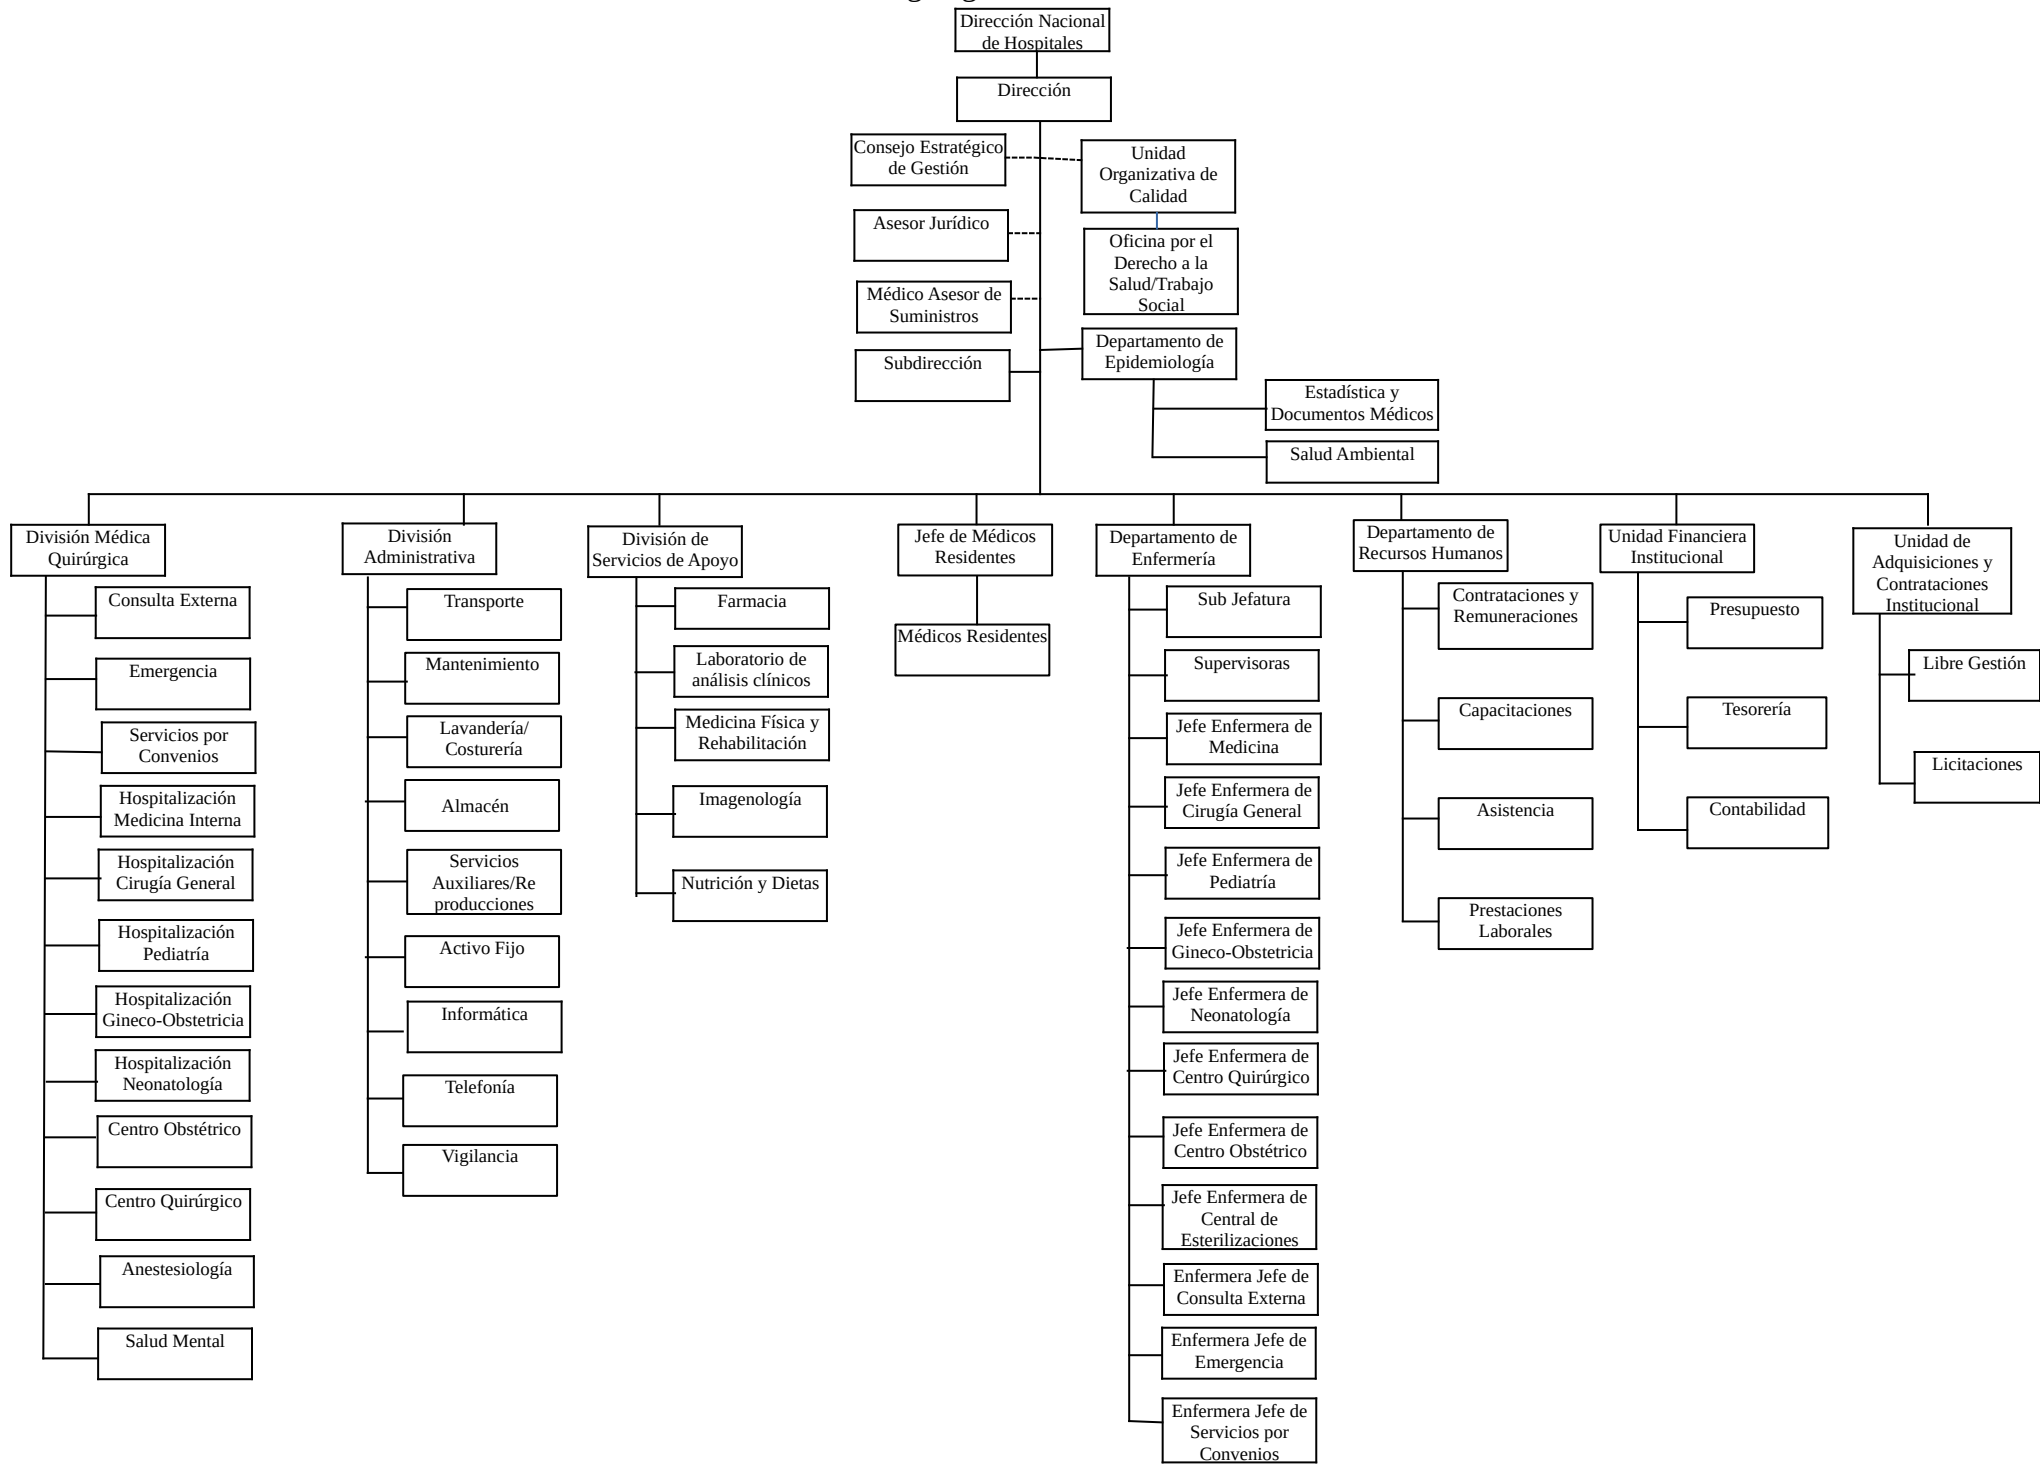 Dirección Nacional
de Hospitales
Dirección
Consejo Estratégico
de Gestión
Unidad
Organizativa de
Calidad
Asesor Jurídico
Oficina por el
Derecho a la
Salud/Trabajo
Social
Médico Asesor de
Suministros
Departamento de
Epidemiología
Subdirección
Estadística y
Documentos Médicos
Salud Ambiental
División Médica
Quirúrgica
Consulta Externa
Emergencia
Servicios por
Convenios
Hospitalización
Medicina Interna
Hospitalización
Cirugía General
Hospitalización
Pediatría
Hospitalización
Gineco-Obstetricia
Hospitalización
Neonatología
Centro Obstétrico
Centro Quirúrgico
Anestesiología
Salud Mental
División
Administrativa
Transporte
Mantenimiento
Lavandería/
Costurería
Almacén
Servicios
Auxiliares/Re
producciones
Activo Fijo
Informática
Telefonía
Vigilancia
División de
Servicios de Apoyo
Farmacia
Laboratorio de
análisis clínicos
Medicina Física y
Rehabilitación
Imagenología
Nutrición y Dietas
Jefe de Médicos
Residentes
Médicos Residentes
Departamento de
Enfermería
Sub Jefatura
Supervisoras
Jefe Enfermera de
Medicina
Jefe Enfermera de
Cirugía General
Jefe Enfermera de
Pediatría
Jefe Enfermera de
Gineco-Obstetricia
Jefe Enfermera de
Neonatología
Jefe Enfermera de
Centro Quirúrgico
Jefe Enfermera de
Centro Obstétrico
Jefe Enfermera de
Central de
Esterilizaciones
Enfermera Jefe de
Consulta Externa
Enfermera Jefe de
Emergencia
Enfermera Jefe de
Servicios por
Convenios
Departamento de
Recursos Humanos
Contrataciones y
Remuneraciones
Capacitaciones
Asistencia
Prestaciones
Laborales
Unidad Financiera
Institucional
Presupuesto
Tesorería
Contabilidad
Unidad de
Adquisiciones y
Contrataciones
Institucional
Libre Gestión
Licitaciones